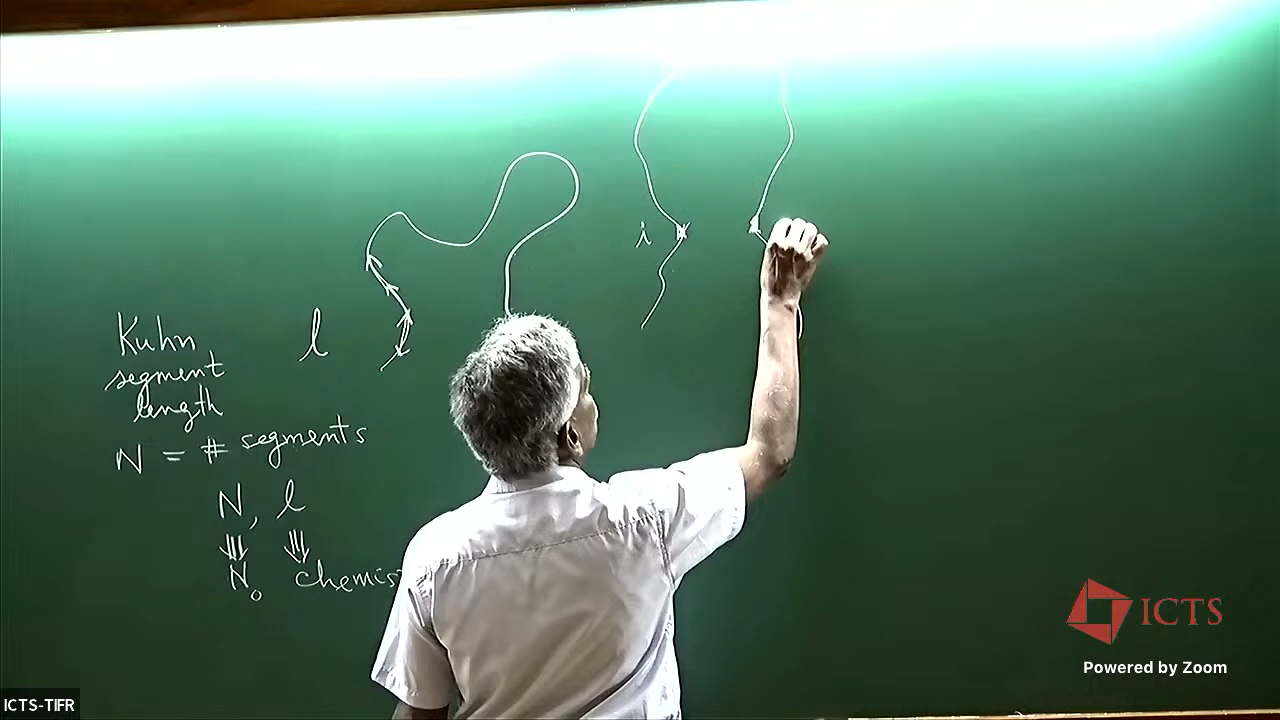 i
Kuhn l
segment
length
N = # segments
N, l
N₀
ICTS
Powered by Zoom
ICTS-TIFR